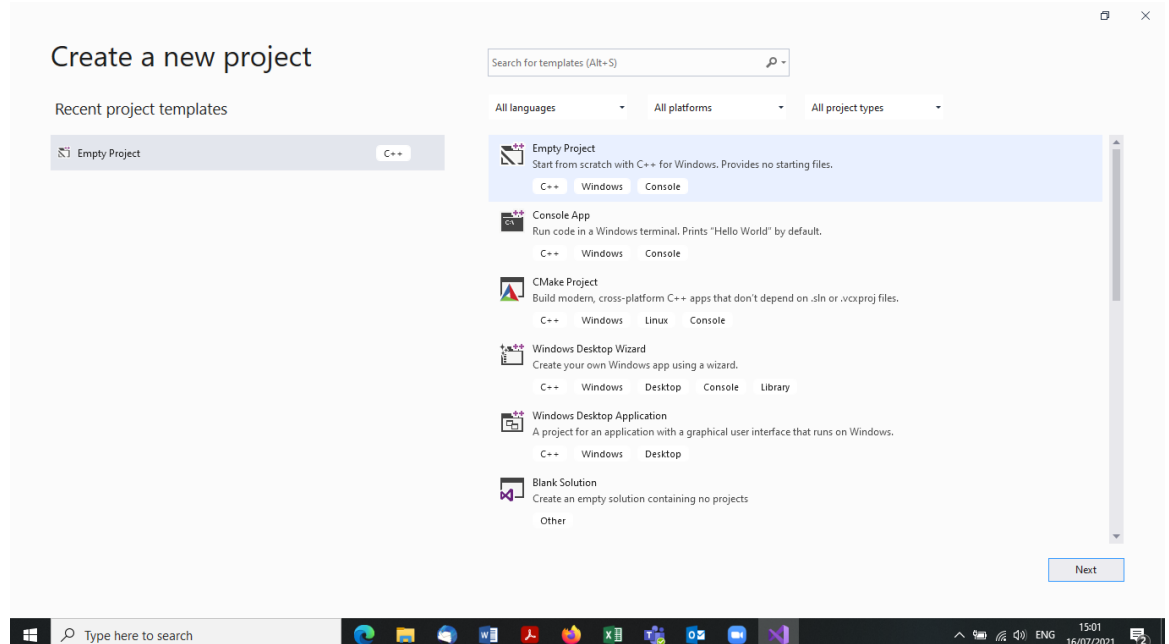 Create a new project
Recent project templates
Empty Project C++
Search for templates (Alt+S)
All languages All platforms All project types
Empty Project
Start from scratch with C++ for Windows. Provides no starting files.
C++ Windows Console
Console App
Run code in a Windows terminal. Prints "Hello World" by default.
C++ Windows Console
CMake Project
Build modern, cross-platform C++ apps that don't depend on .sln or .vcxproj files.
C++ Windows Linux Console
Windows Desktop Wizard
Create your own Windows app using a wizard.
C++ Windows Desktop Console Library
Windows Desktop Application
A project for an application with a graphical user interface that runs on Windows.
C++ Windows Desktop
Blank Solution
Create an empty solution containing no projects
Other
Next
Type here to search
ENG
15:01
16/07/2021